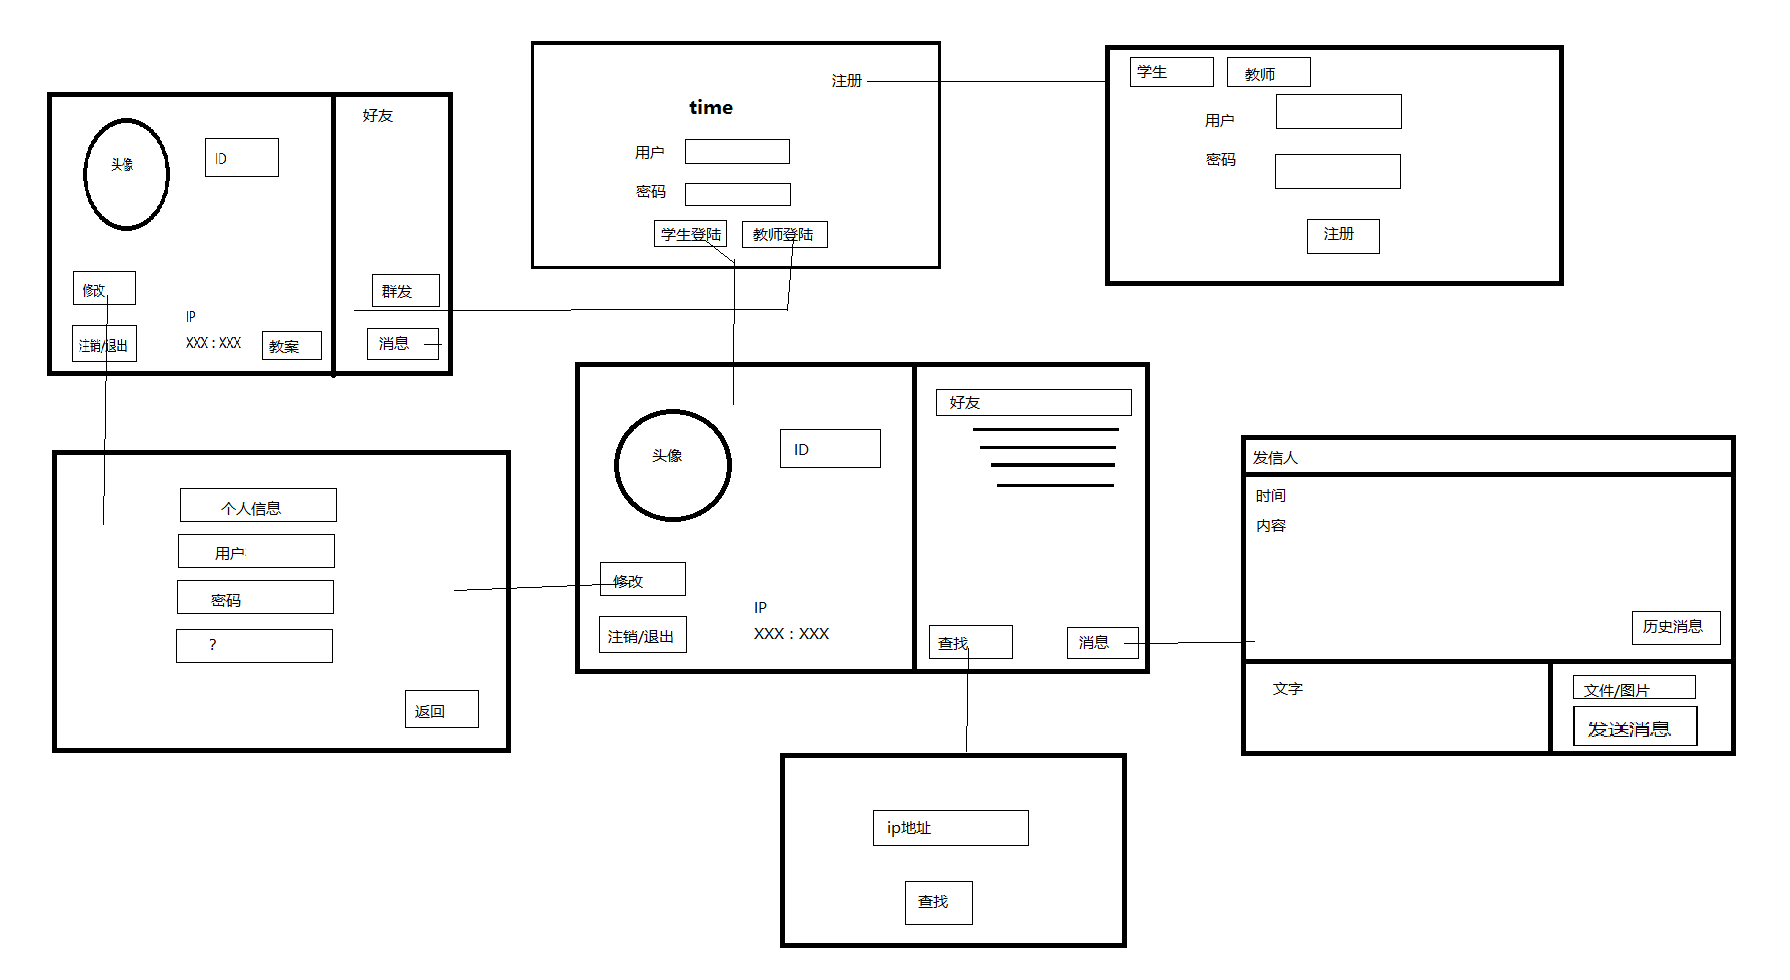 注册
time
用户
密码
学生登陆
教师登陆
学生
教师
用户
密码
注册
头像
ID
好友
修改
群发
注销/退出
IP
XXX : XXX
教案
消息
个人信息
用户
密码
?
返回
头像
ID
好友
修改
注销/退出
IP
XXX : XXX
查找
消息
发信人
时间
内容
历史消息
文字
文件/图片
发送消息
ip地址
查找